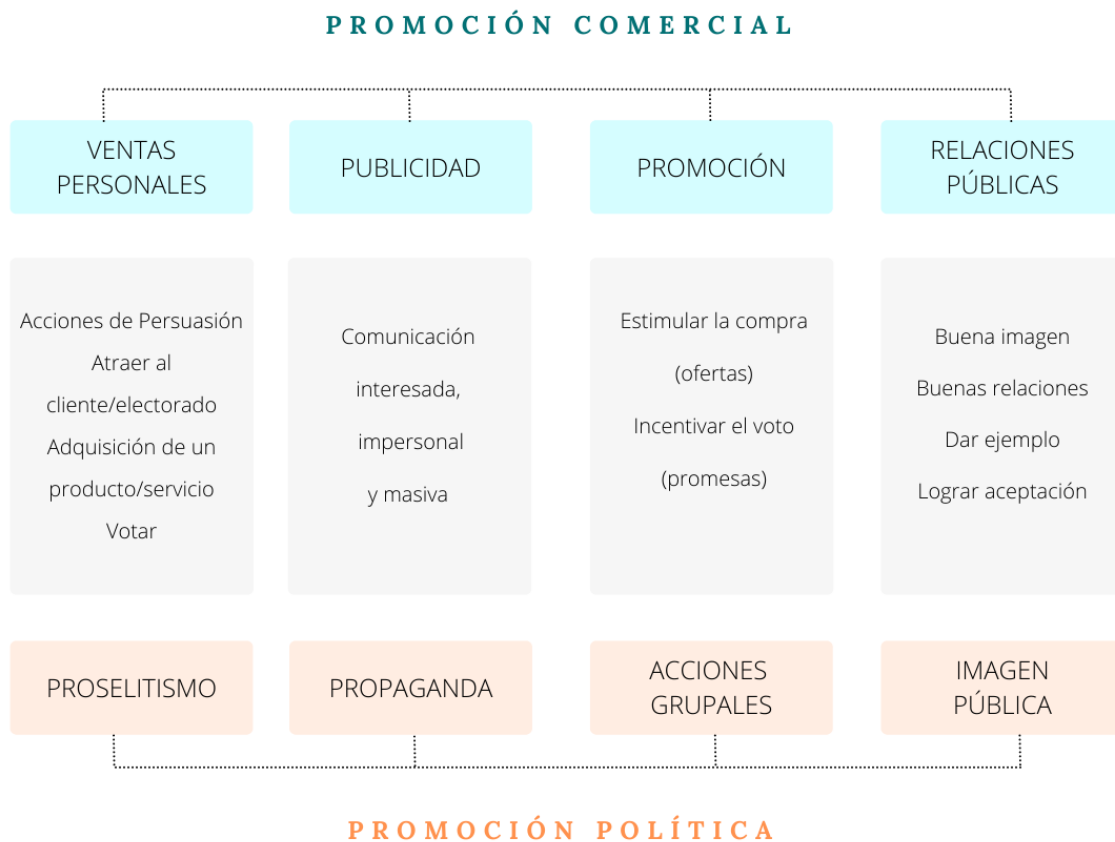 PROMOCIÓN COMERCIAL
VENTAS
PERSONALES
PUBLICIDAD
PROMOCIÓN
RELACIONES
PÚBLICAS
Acciones de Persuasión
Atraer al
cliente/electorado
Adquisición de un
producto/servicio
Votar
Comunicación
interesada,
impersonal
y masiva
Estimular la compra
(ofertas)
Incentivar el voto
(promesas)
Buena imagen
Buenas relaciones
Dar ejemplo
Lograr aceptación
PROSELITISMO
PROPAGANDA
ACCIONES
GRUPALES
IMAGEN
PÚBLICA
PROMOCIÓN POLÍTICA